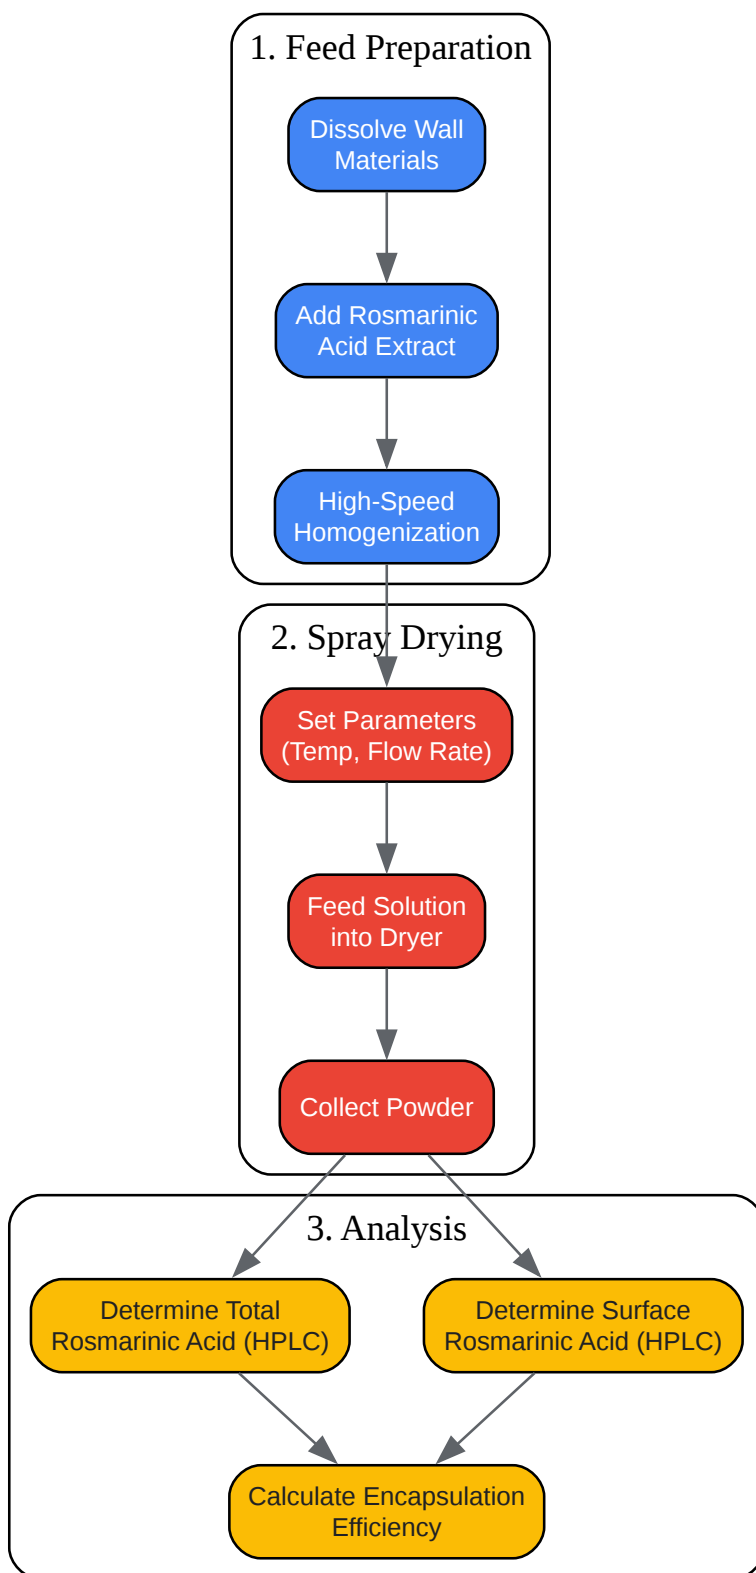 1. Feed Preparation
Dissolve Wall
Materials
Add Rosmarinic
Acid Extract
High-Speed
Homogenization
2. Spray Drying
Set Parameters
(Temp, Flow Rate)
Feed Solution
into Dryer
Collect Powder
3. Analysis
Determine Total
Rosmarinic Acid (HPLC)
Determine Surface
Rosmarinic Acid (HPLC)
Calculate Encapsulation
Efficiency